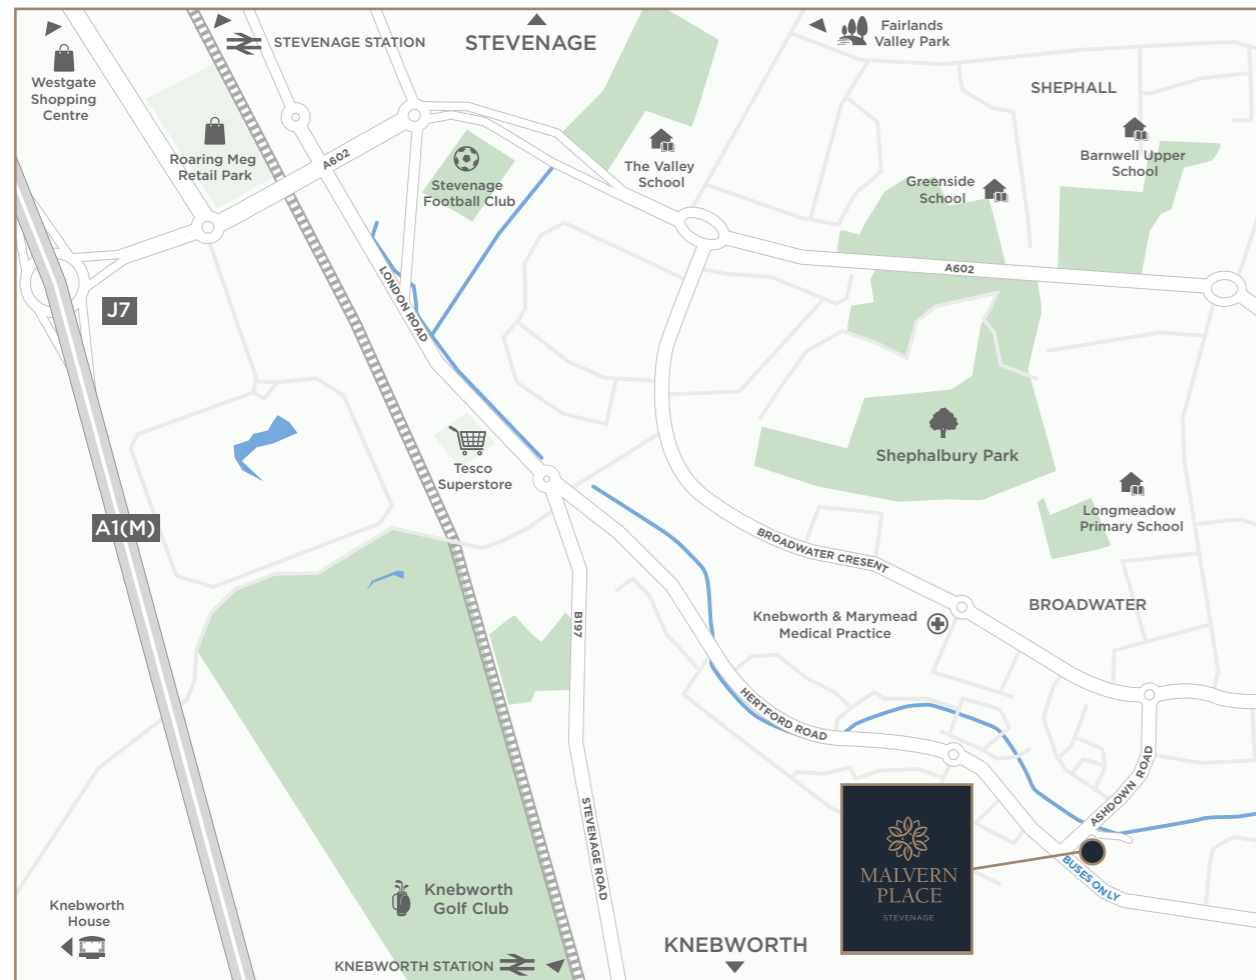 STEVENAGE STATION
STEVENAGE
Fairlands
Valley Park
Westgate
Shopping
Centre
SHEPHALL
Roaring Meg
Retail Park
A602
Stevenage
Football Club
The Valley
School
Greenside
School
Barnwell Upper
School
A602
LONDON ROAD
J7
Shephalbury Park
Tesco
Superstore
Longmeadow
Primary School
A1(M)
BROADWATER CRESENT
BROADWATER
Knebworth & Marymead
Medical Practice
B197
HERTFORD ROAD
ASHDOWN ROAD
STEVENAGE ROAD
MALVERN
PLACE
STEVENAGE
BUSES ONLY
Knebworth
Golf Club
Knebworth
House
KNEBWORTH
KNEBWORTH STATION